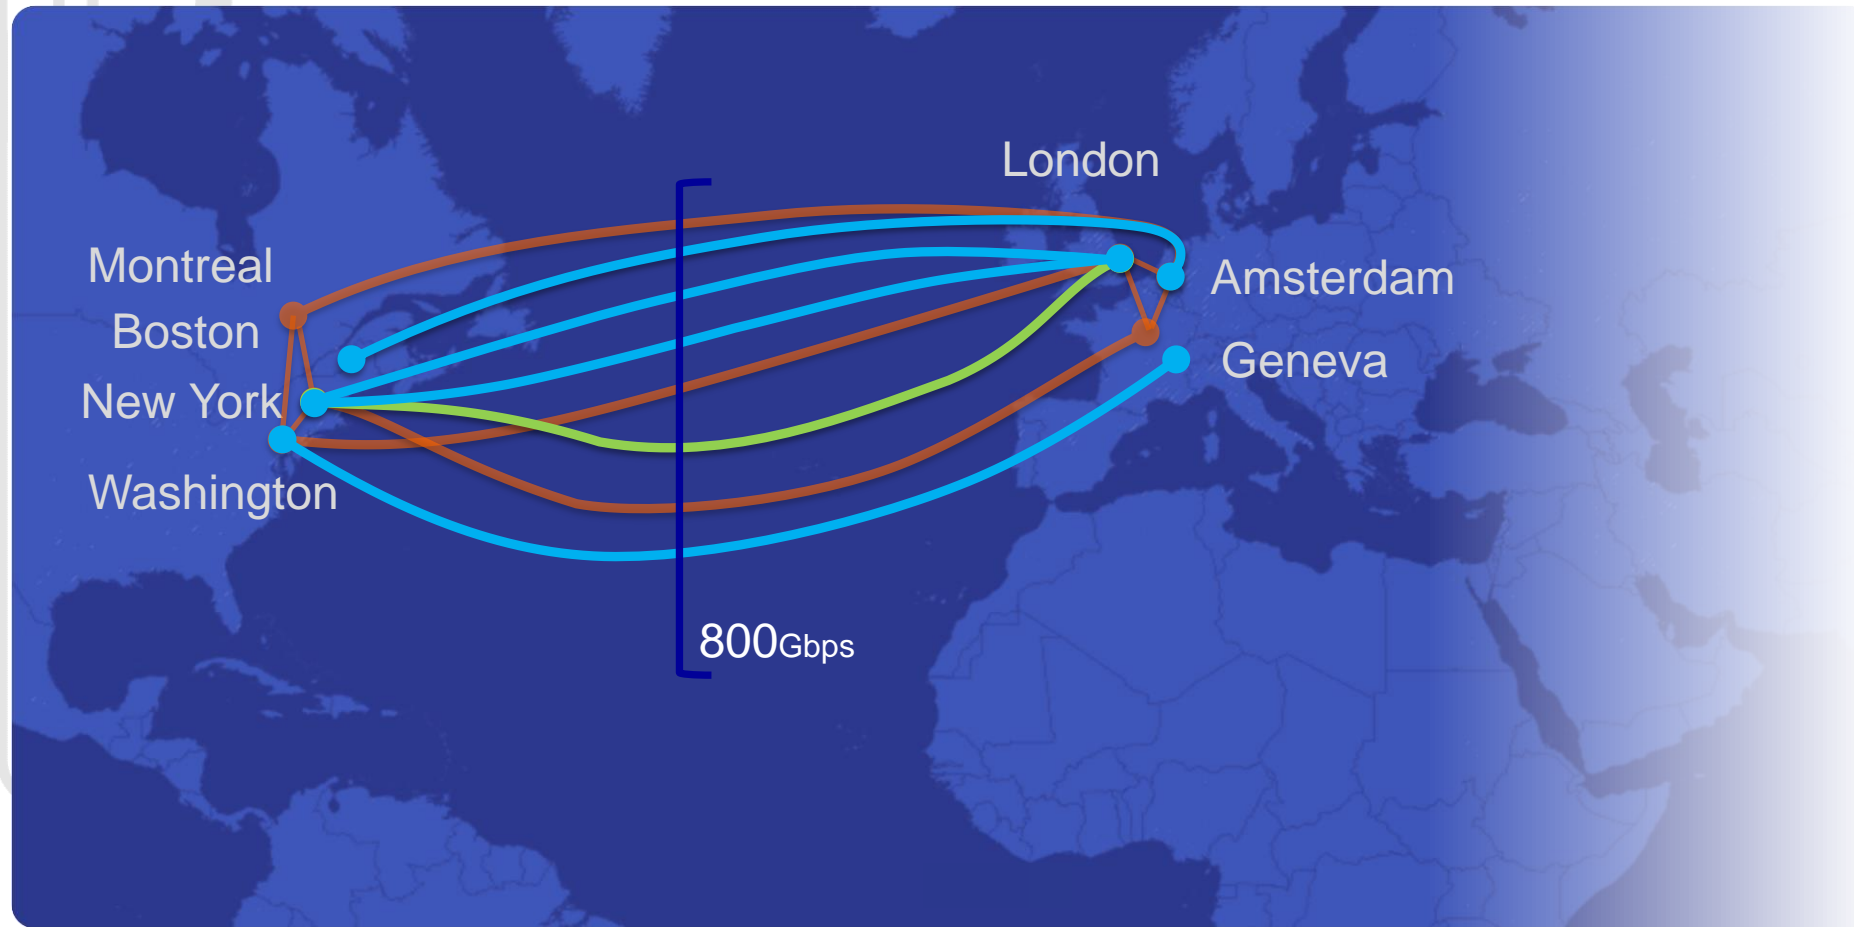 London
Montreal
Amsterdam
Boston
Geneva
New York
Washington
800Gbps